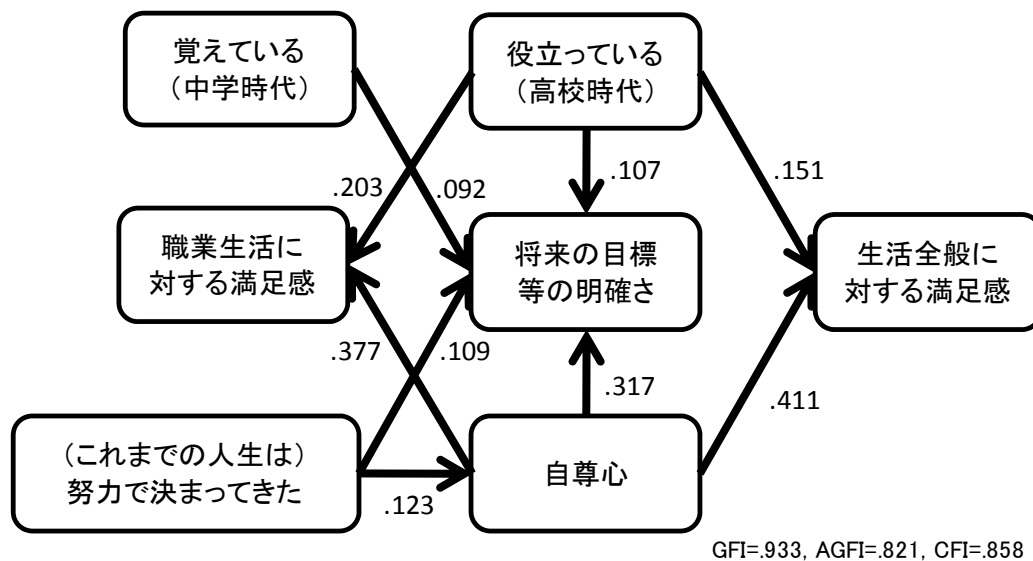 覚えている
（中学時代）
役立っている
（高校時代）
.203
.092
.107
.151
職業生活に
対する満足感
将来の目標
等の明確さ
生活全般に
対する満足感
.377
.109
.317
.411
（これまでの人生は）
努力で決まってきた
.123
自尊心
GFI=.933, AGFI=.821, CFI=.858